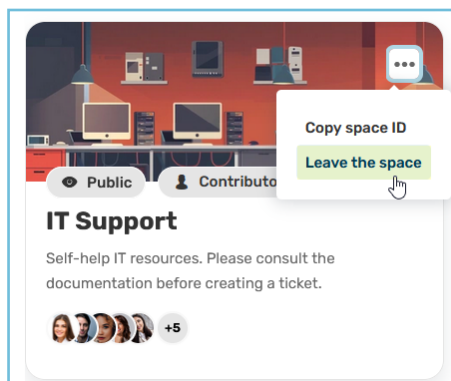 Copy space ID
Leave the space
Public
Contributo
IT Support
Self-help IT resources. Please consult the
documentation before creating a ticket.
+5